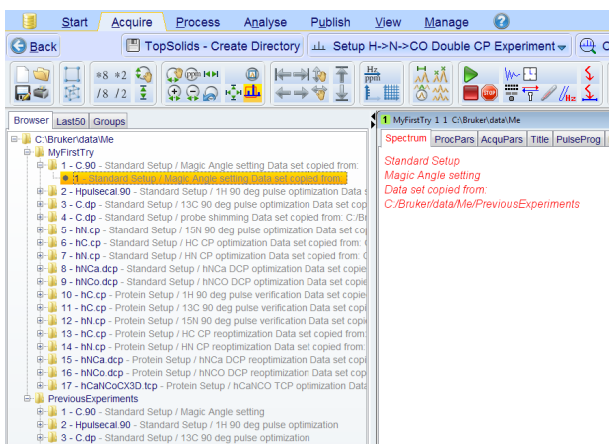 Start Acquire Process Analyse Publish View Manage
Back TopSolids - Create Directory Setup H->N->CO Double CP Experiment
*8 *2
/8 /2
ppm
Hz
ppm
Hz
Browser Last50 Groups
C:\Bruker\data\Me
MyFirstTry
1 - C.90 - Standard Setup / Magic Angle setting Data set copied from:
1 - Standard Setup / Magic Angle setting Data set copied from:
2 - Hpulsecal.90 - Standard Setup / 1H 90 deg pulse optimization Data
3 - C.dp - Standard Setup / 13C 90 deg pulse optimization Data set cop
4 - C.dp - Standard Setup / probe shimming Data set copied from: C:/B
5 - hN.cp - Standard Setup / 15N 90 deg pulse optimization Data set
6 - hC.cp - Standard Setup / HC CP optimization Data set copied from:
7 - hN.cp - Standard Setup / HN CP optimization Data set copied from:
8 - hNCa.dcp - Standard Setup / hNCA DCP optimization Data set copie
9 - hNCo.dcp - Standard Setup / hNCO DCP optimization Data set cop
10 - hC.cp - Protein Setup / 1H 90 deg pulse verification Data set copie
11 - hC.cp - Protein Setup / 13C 90 deg pulse verification Data set cop
12 - hN.cp - Protein Setup / 15N 90 deg pulse verification Data set cop
13 - hC.cp - Protein Setup / HC CP reoptimization Data set copied from:
14 - hN.cp - Protein Setup / HN CP reoptimization Data set copied from:
15 - hNCa.dcp - Protein Setup / hNCa DCP reoptimization Data set cop
16 - hNCo.dcp - Protein Setup / hNCO DCP reoptimization Data set cop
17 - hCaNCoCX3D.tcp - Protein Setup / hCaNCO TCP optimization Data
PreviousExperiments
1 - C.90 - Standard Setup / Magic Angle setting
2 - Hpulsecal.90 - Standard Setup / 1H 90 deg pulse optimization
3 - C.dp - Standard Setup / 13C 90 deg pulse optimization
1 MyFirstTry 1 1 C:\Bruker\data\Me
Spectrum ProcPars AcquPars Title PulseProg
Standard Setup
Magic Angle setting
Data set copied from:
C:/Bruker/data/Me/PreviousExperiments